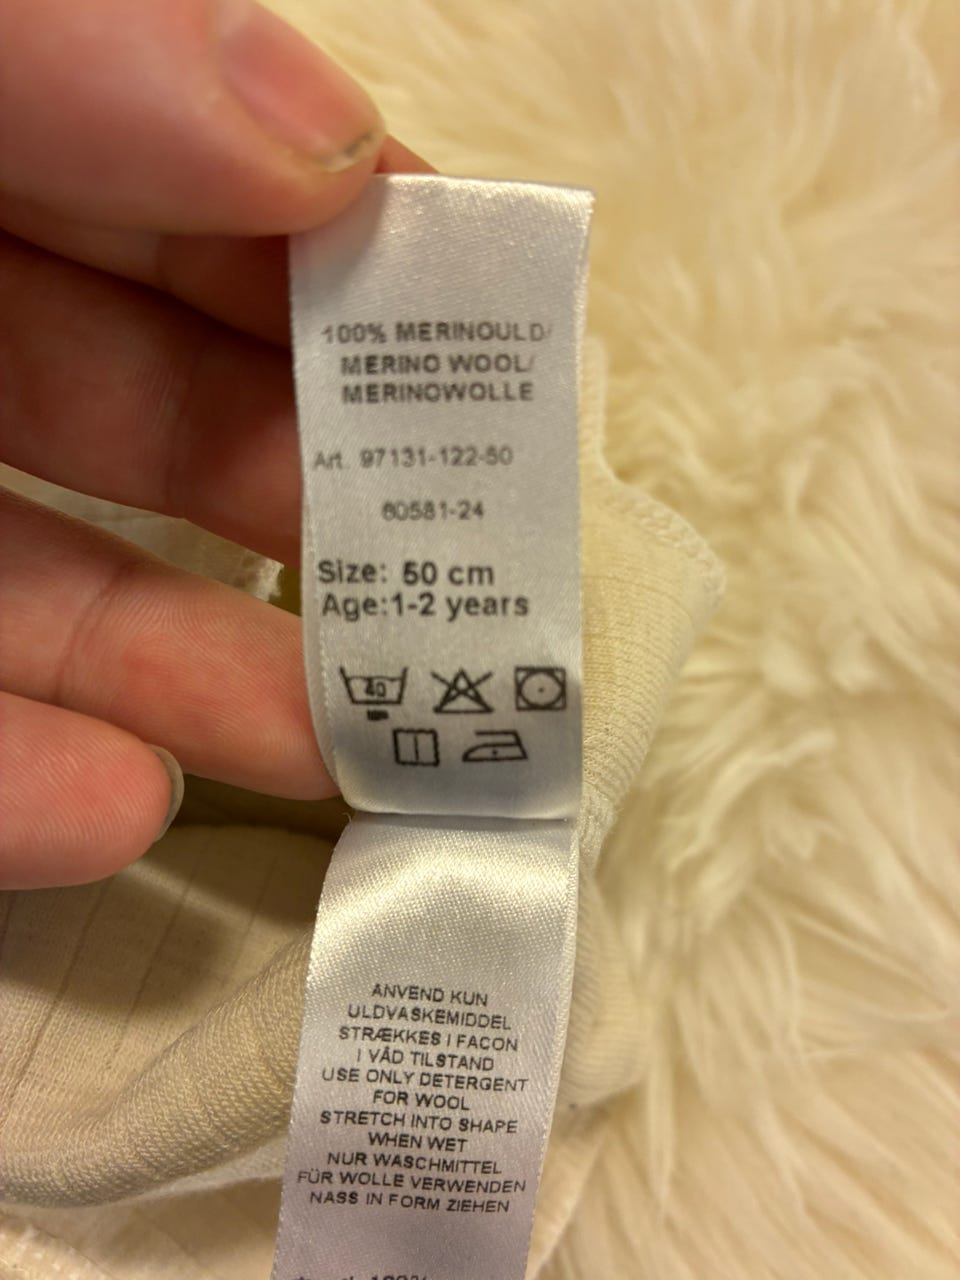 100% MERINOULD/
MERINO WOOL/
MERINOWOLLE
Art. 97131-122-50
60581-24
Size: 50 cm
Age:1-2 years
40
ANVEND KUN
ULDVASKEMIDDEL
STRÆKKES I FACON
I VÅD TILSTAND
USE ONLY DETERGENT
FOR WOOL
STRETCH INTO SHAPE
WHEN WET
NUR WASCHMITTEL
FÜR WOLLE VERWENDEN
NASS IN FORM ZIEHEN
100%